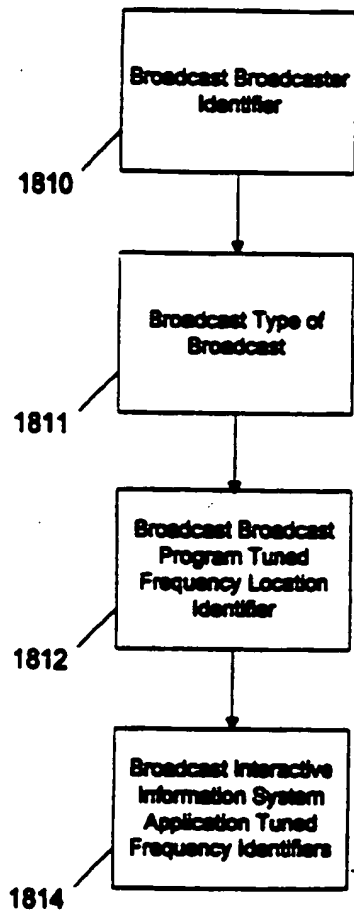 Broadcast Broadcaster
Identifier
1810
Broadcast Type of
Broadcast
1811
Broadcast Broadcast
Program Tuned
Frequency Location
Identifier
1812
Broadcast Interactive
Information System
Application Tuned
Frequency Identifiers
1814